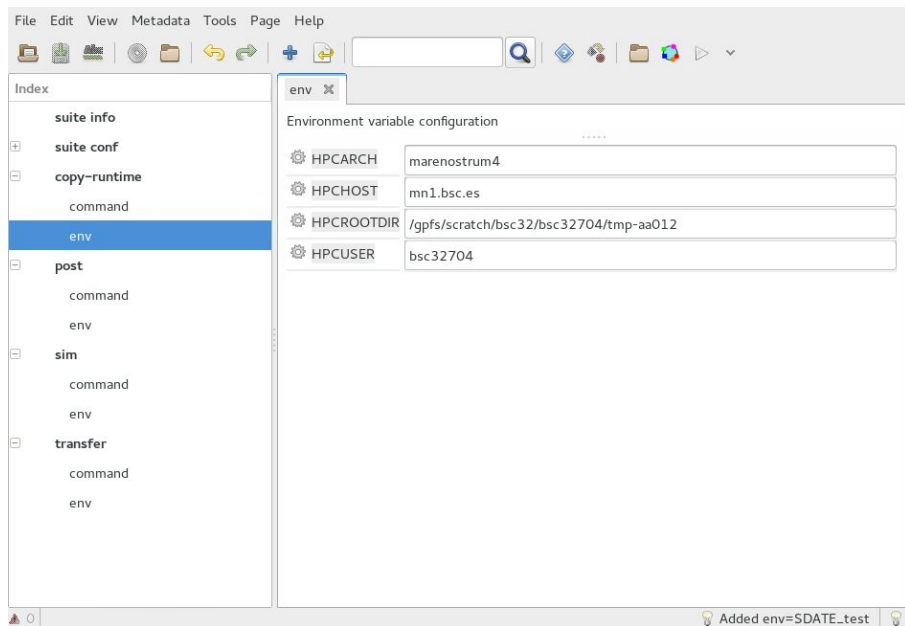 File Edit View Metadata Tools Page Help
Index
suite info
suite conf
copy-runtime
command
env
post
command
env
sim
command
env
transfer
command
env
env
Environment variable configuration
HPCARCH marenostrum4
HPCHOST mn1.bsc.es
HPCROOTDIR /gpfs/scratch/bsc32/bsc32704/tmp-aa012
HPCUSER bsc32704
0 Added env=SDATE_test